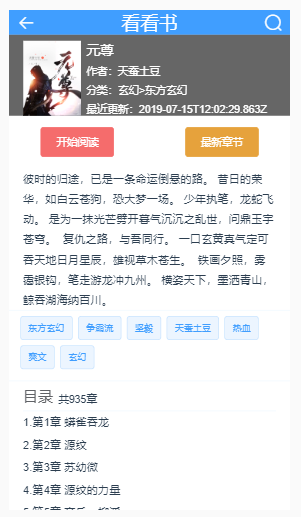 看看书
元尊
元尊
作者：天蚕土豆
分类：玄幻>东方玄幻
最近更新：2019-07-15T12:02:29.863Z
开始阅读
最新章节
彼时的归途，已是一条命运倒悬的路。 昔日的荣
华，如白云苍狗，恐大梦一场。 少年执笔，龙蛇飞
动。 是为一抹光芒劈开暮气沉沉之乱世，问鼎玉宇
苍穹。 复仇之路，与吾同行。 一口玄黄真气定可
吞天地日月星辰，雄视草木苍生。 铁画夕照，雾
霭银钩，笔走游龙冲九州。 横姿天下，墨洒青山，
鲸吞湖海纳百川。
东方玄幻
争霸流
坚毅
天蚕土豆
热血
爽文
玄幻
目录 共935章
1.第1章 蟒雀吞龙
2.第2章 源纹
3.第3章 苏幼微
4.第4章 源纹的力量